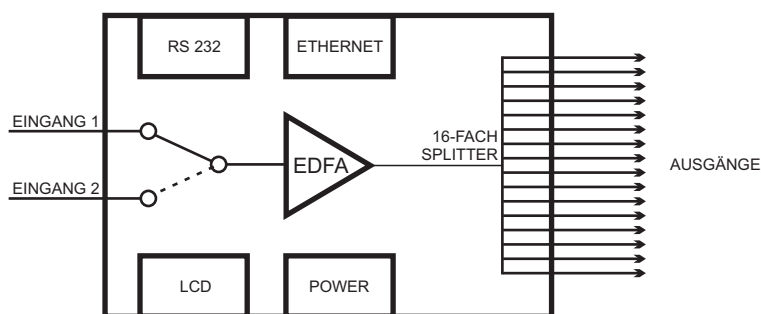 RS 232
ETHERNET
EINGANG 1
16-FACH
SPLITTER
EDFA
AUSGÄNGE
EINGANG 2
LCD
POWER